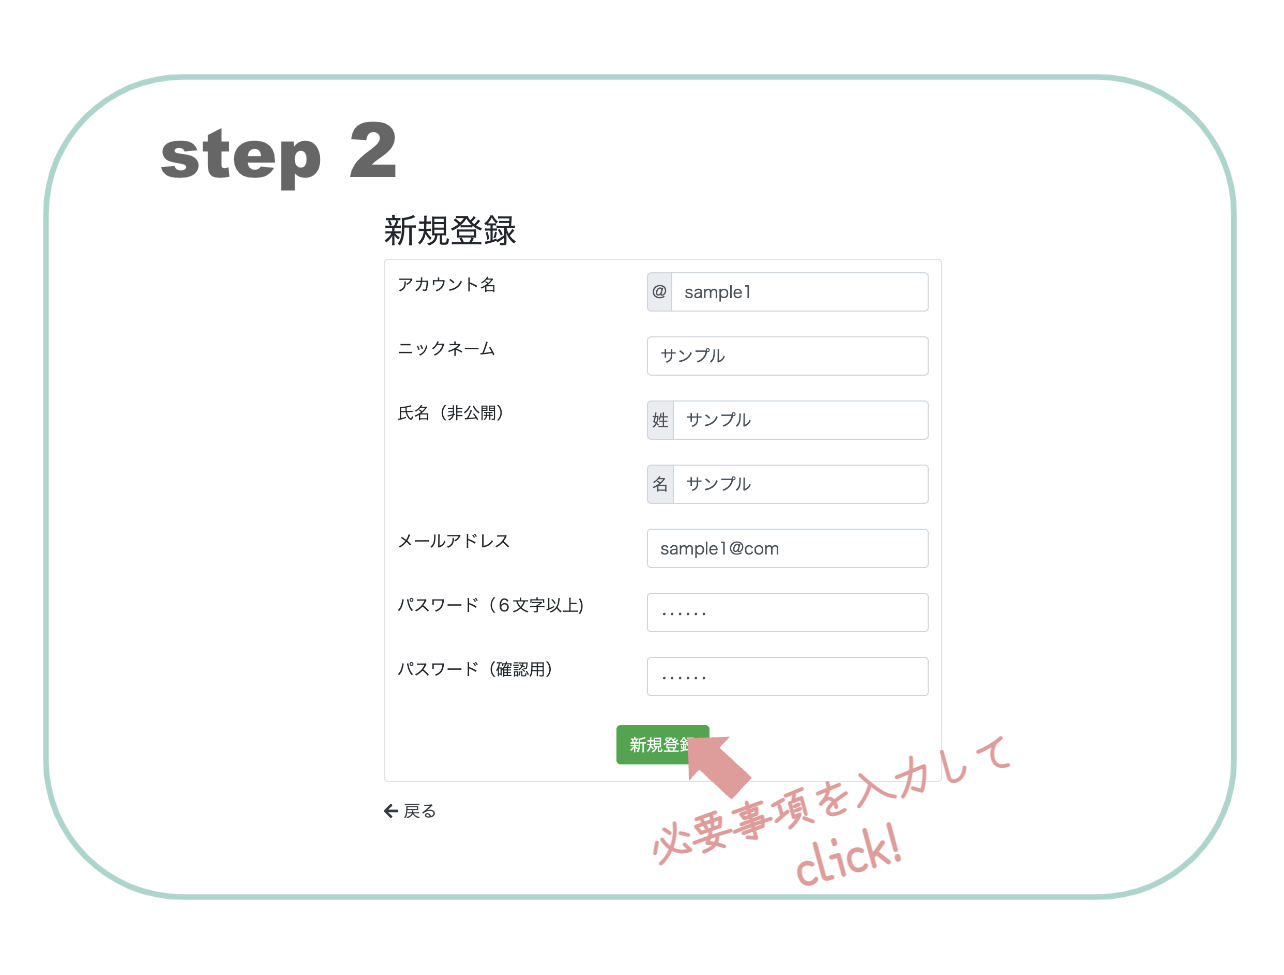 step 2
新規登録
アカウント名
@ sample1
ニックネーム
サンプル
氏名（非公開）
姓 サンプル
名 サンプル
メールアドレス
sample1@com
パスワード（６文字以上)
······
パスワード（確認用）
······
新規登録
← 戻る
必要事項を入力して
click!